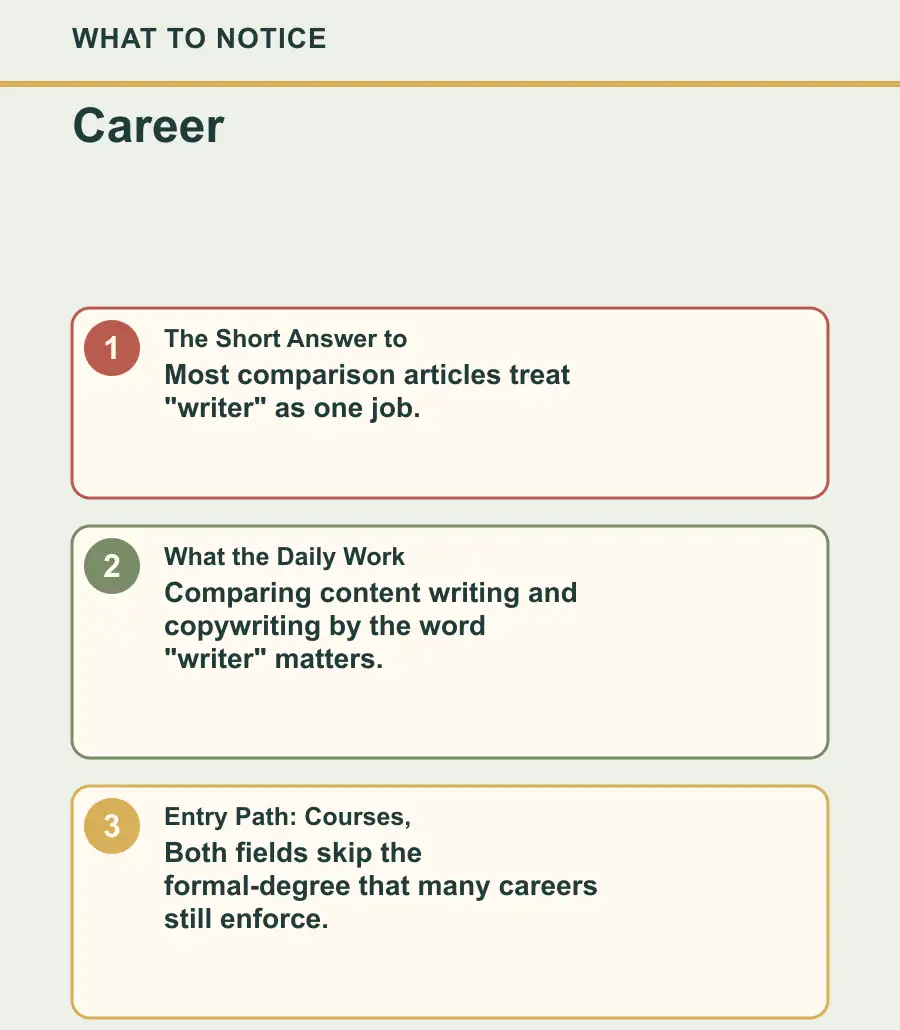 WHAT TO NOTICE
Career
1
The Short Answer to
Most comparison articles treat
"writer" as one job.
2
What the Daily Work
Comparing content writing and
copywriting by the word
"writer" matters.
3
Entry Path: Courses,
Both fields skip the
formal-degree that many careers
still enforce.